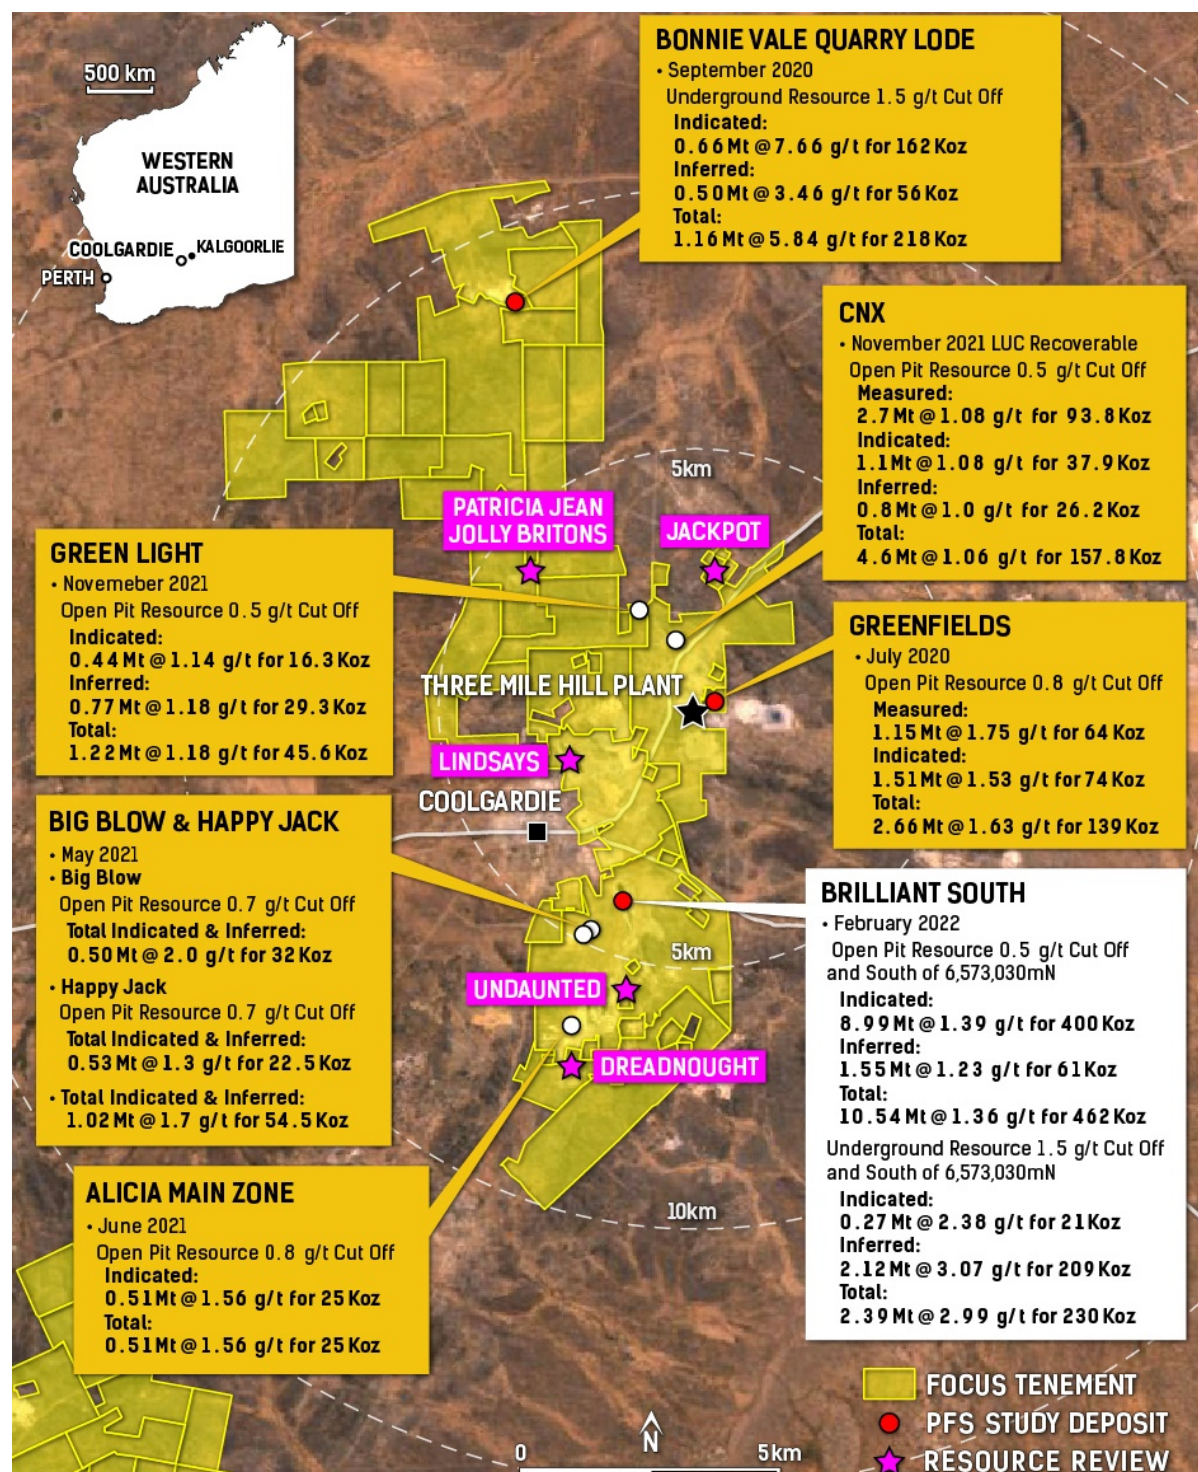 500 km
WESTERN
AUSTRALIA
COOLGARDIE
KALGOORLIE
PERTH
BONNIE VALE QUARRY LODE
• September 2020
Underground Resource 1.5 g/t Cut Off
Indicated:
0.66Mt@7.66 g/t for 162Koz
Inferred:
0.50Mt@3.46 g/t for 56Koz
Total:
1.16Mt@5.84 g/t for 218Koz
CNX
• November 2021 LUC Recoverable
Open Pit Resource 0.5 g/t Cut Off
Measured:
2.7Mt@1.08 g/t for 93.8Koz
Indicated:
1.1Mt@1.08 g/t for 37.9Koz
Inferred:
0.8Mt@1.0 g/t for 26.2Koz
Total:
4.6Mt@1.06 g/t for 157.8Koz
5km
PATRICIA JEAN
JOLLY BRITONS
JACKPOT
GREEN LIGHT
• Novemeber 2021
Open Pit Resource 0.5 g/t Cut Off
Indicated:
0.44Mt@1.14 g/t for 16.3Koz
Inferred:
0.77Mt@1.18 g/t for 29.3Koz
Total:
1.22Mt@1.18 g/t for 45.6Koz
GREENFIELDS
• July 2020
Open Pit Resource 0.8 g/t Cut Off
Measured:
1.15Mt@1.75 g/t for 64Koz
Indicated:
1.51Mt@1.53 g/t for 74Koz
Total:
2.66Mt@1.63 g/t for 139Koz
THREE MILE HILL PLANT
LINDSAYS
COOLGARDIE
BIG BLOW & HAPPY JACK
• May 2021
• Big Blow
Open Pit Resource 0.7 g/t Cut Off
Total Indicated & Inferred:
0.50Mt@2.0 g/t for 32Koz
• Happy Jack
Open Pit Resource 0.7 g/t Cut Off
Total Indicated & Inferred:
0.53Mt@1.3 g/t for 22.5Koz
• Total Indicated & Inferred:
1.02Mt@1.7 g/t for 54.5Koz
BRILLIANT SOUTH
• February 2022
Open Pit Resource 0.5 g/t Cut Off
and South of 6,573,030mN
Indicated:
8.99Mt@1.39 g/t for 400Koz
Inferred:
1.55Mt@1.23 g/t for 61Koz
Total:
10.54Mt@1.36 g/t for 462Koz
Underground Resource 1.5 g/t Cut Off
and South of 6,573,030mN
Indicated:
0.27Mt@2.38 g/t for 21Koz
Inferred:
2.12Mt@3.07 g/t for 209Koz
Total:
2.39Mt@2.99 g/t for 230Koz
5km
UNDAUNTED
DREADNOUGHT
10km
ALICIA MAIN ZONE
• June 2021
Open Pit Resource 0.8 g/t Cut Off
Indicated:
0.51Mt@1.56 g/t for 25Koz
Total:
0.51Mt@1.56 g/t for 25Koz
FOCUS TENEMENT
PFS STUDY DEPOSIT
RESOURCE REVIEW
N
0
5km